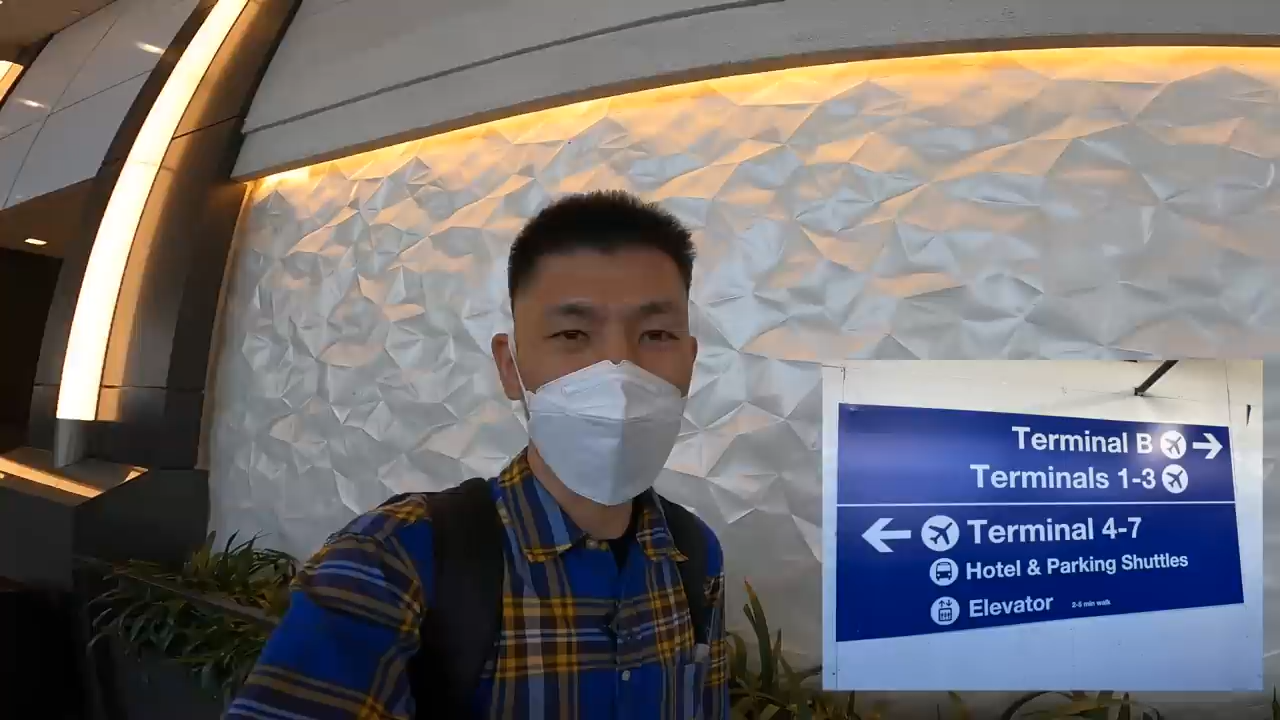 Terminal B
Terminals 1-3
Terminal 4-7
Hotel & Parking Shuttles
Elevator 2-5 min walk